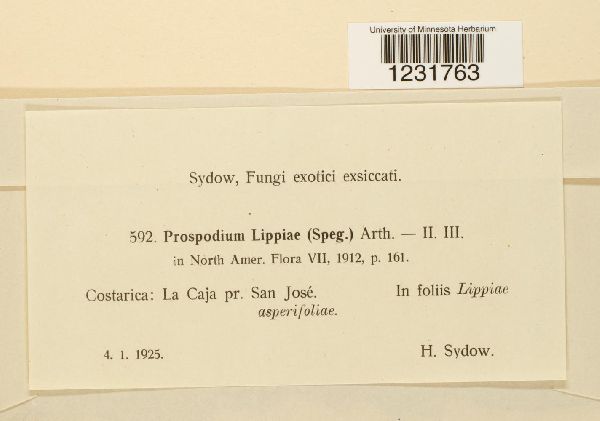 University of Minnesota Herbarium
1231763
Sydow, Fungi exotici exsiccati.
592. Prospodium Lippiae (Speg.) Arth. — II. III.
in North Amer. Flora VII, 1912, p. 161.
Costarica: La Caja pr. San José. In foliis Lippiae
asperifoliae.
4. 1. 1925. H. Sydow.